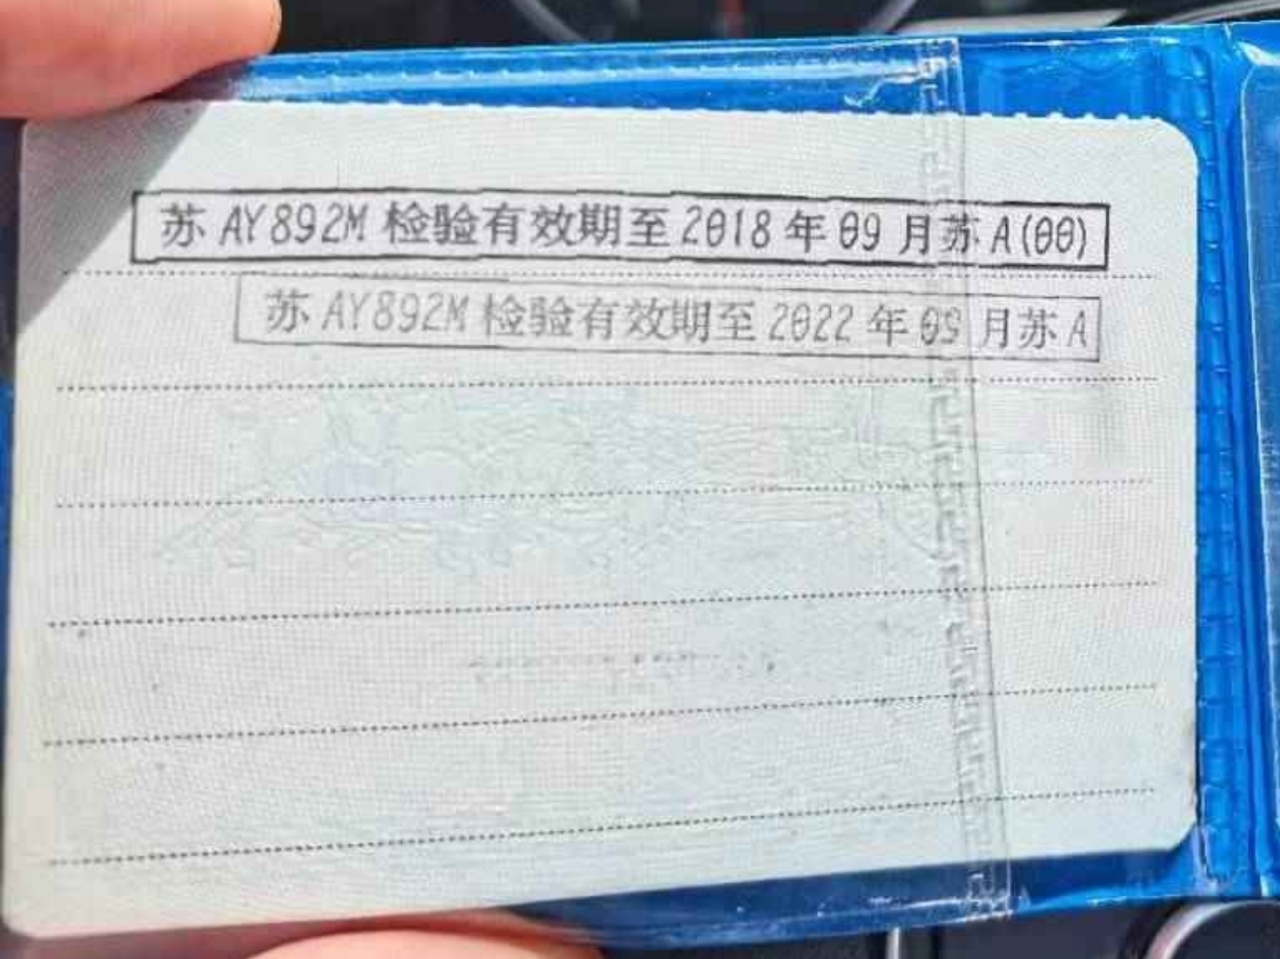 苏 AY892M 检验有效期至 2018 年 09 月苏 A(00)
苏 AY892M 检验有效期至 2022 年 09 月苏 A